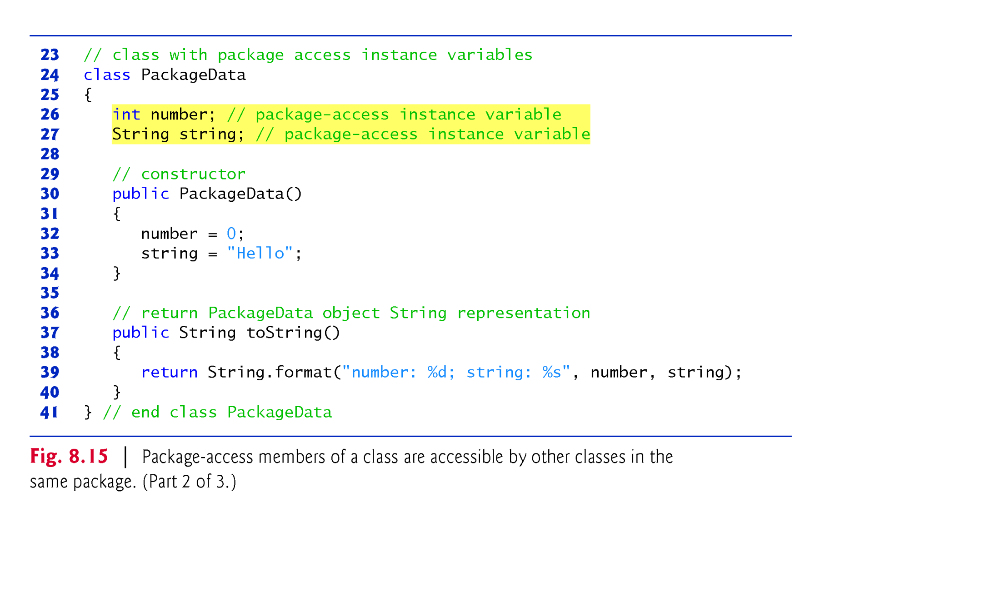 23 // class with package access instance variables
24 class PackageData
25 {
26 int number; // package-access instance variable
27 String string; // package-access instance variable
28
29 // constructor
30 public PackageData()
31 {
32 number = 0;
33 string = "Hello";
34 }
35
36 // return PackageData object String representation
37 public String toString()
38 {
39 return String.format("number: %d; string: %s", number, string);
40 }
41 } // end class PackageData
Fig. 8.15 | Package-access members of a class are accessible by other classes in the
same package. (Part 2 of 3.)